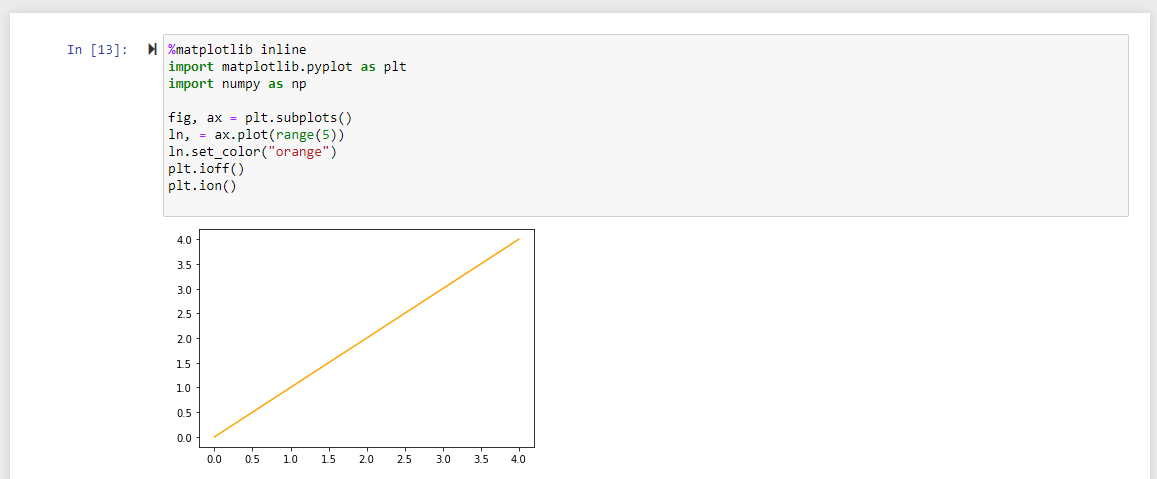 In [13]:
%matplotlib inline
import matplotlib.pyplot as plt
import numpy as np
fig, ax = plt.subplots()
ln, = ax.plot(range(5))
ln.set_color("orange")
plt.ioff()
plt.ion()
4.0
3.5
3.0
2.5
2.0
1.5
1.0
0.5
0.0
0.0 0.5 1.0 1.5 2.0 2.5 3.0 3.5 4.0